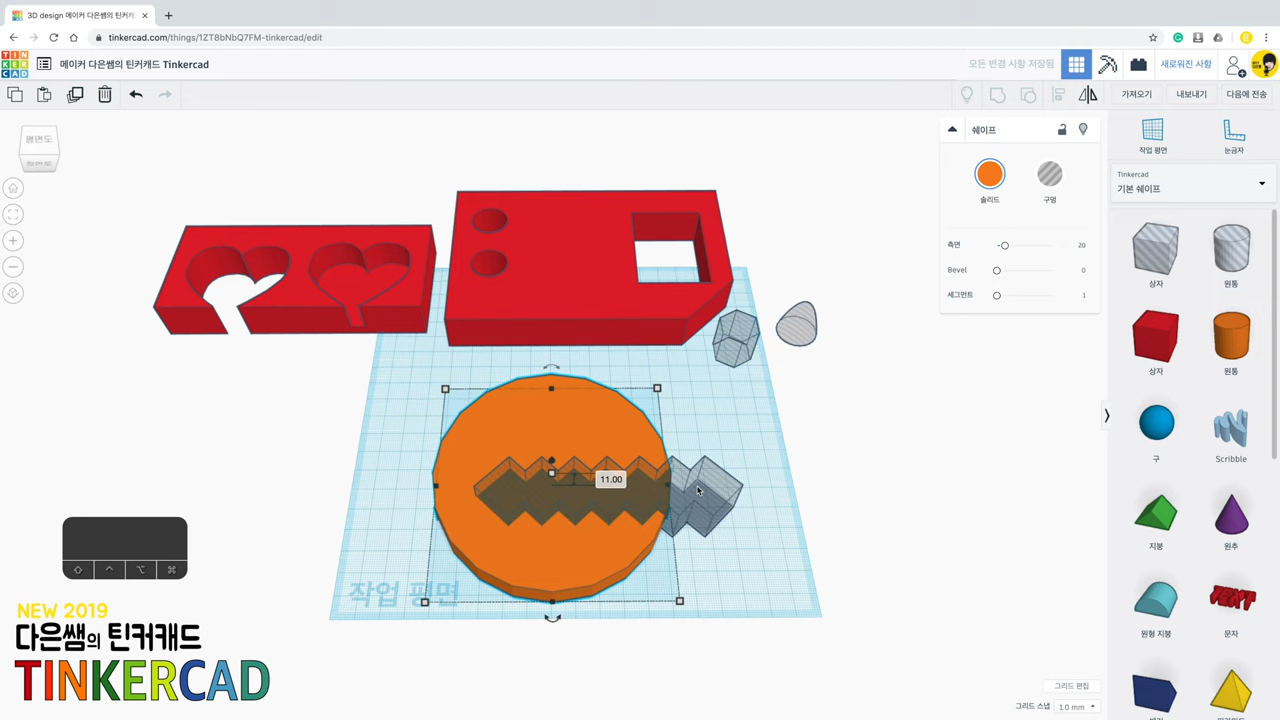 3D design 메이커 다은쌤의 틴커캐
tinkercad.com/things/1ZT8bNbQ7FM-tinkercad/edit
TIN
KER
CAD
메이커 다은쌤의 틴커캐드 Tinkercad
모든 변경 사항 저장됨
새로워진 사항
가져오기
내보내기
다음에 전송
평면도
쉐이프
솔리드
구멍
측면
20
Bevel
0
세그먼트
1
작업 평면
눈금자
Tinkercad
기본 쉐이프
상자
원통
상자
원통
구
Scribble
지붕
원추
원형 지붕
문자
TEXT
11.00
작업 평면
그리드 편집
그리드 스냅
1.0 mm
NEW 2019
다은쌤의 틴커캐드
TINKERCAD